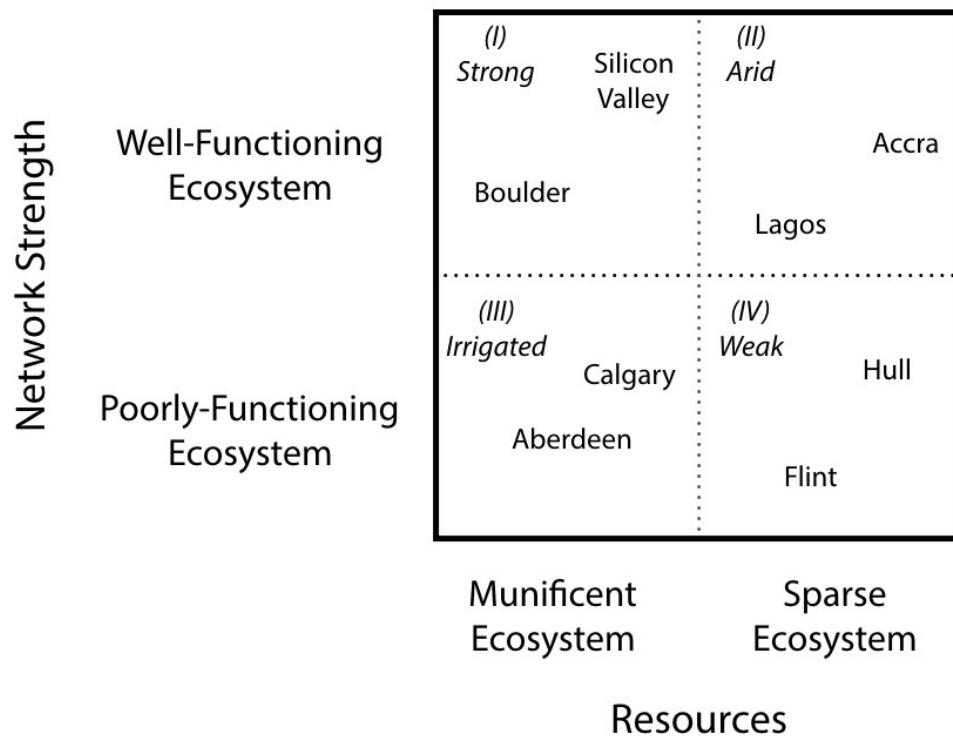 Network Strength
Well-Functioning
Ecosystem
Poorly-Functioning
Ecosystem
(I)
Strong
Silicon
Valley
Boulder
(II)
Arid
Accra
Lagos
(III)
Irrigated
Calgary
Aberdeen
(IV)
Weak
Hull
Flint
Munificent
Ecosystem
Sparse
Ecosystem
Resources